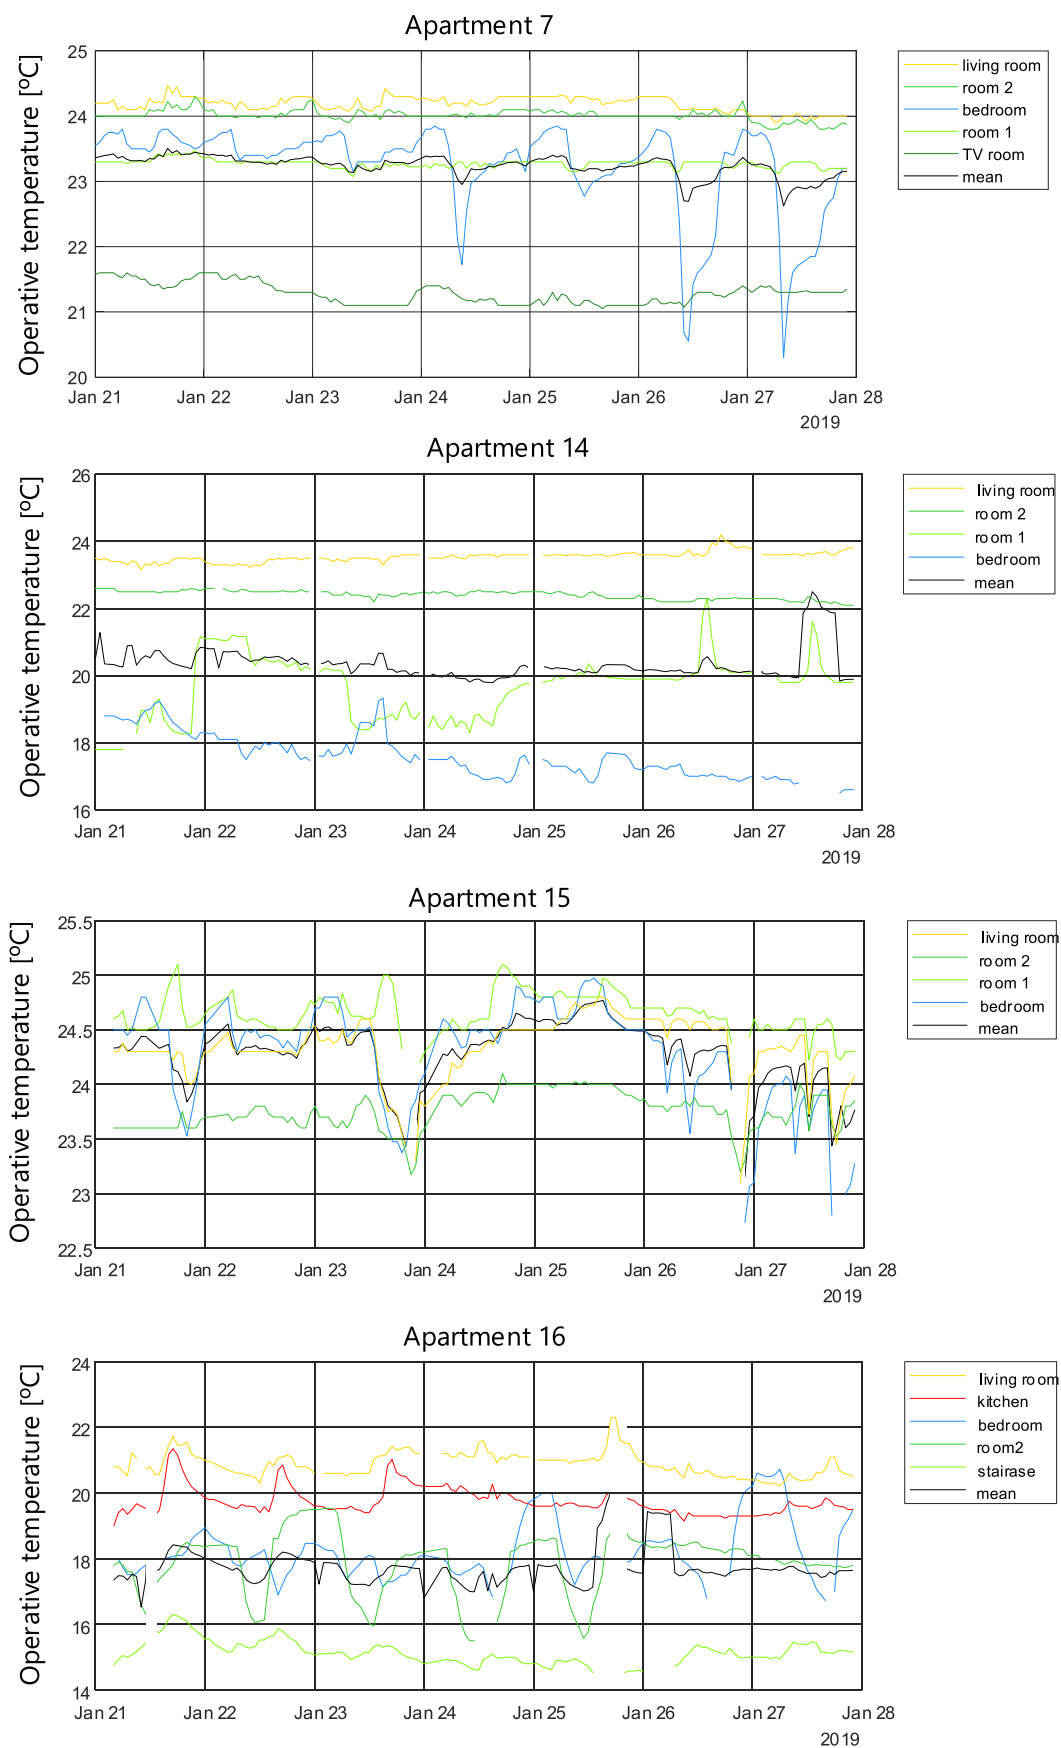 Apartment 7
Operative temperature [ºC]
25
24
23
22
21
20
Jan 21 Jan 22 Jan 23 Jan 24 Jan 25 Jan 26 Jan 27 Jan 28
2019
living room
room 2
bedroom
room 1
TV room
mean
Apartment 14
Operative temperature [ºC]
26
24
22
20
18
16
Jan 21 Jan 22 Jan 23 Jan 24 Jan 25 Jan 26 Jan 27 Jan 28
2019
living room
room 2
room 1
bedroom
mean
Apartment 15
Operative temperature [ºC]
25.5
25
24.5
24
23.5
23
22.5
Jan 21 Jan 22 Jan 23 Jan 24 Jan 25 Jan 26 Jan 27 Jan 28
2019
living room
room 2
room 1
bedroom
mean
Apartment 16
Operative temperature [ºC]
24
22
20
18
16
14
Jan 21 Jan 22 Jan 23 Jan 24 Jan 25 Jan 26 Jan 27 Jan 28
2019
living room
kitchen
bedroom
room2
stairase
mean